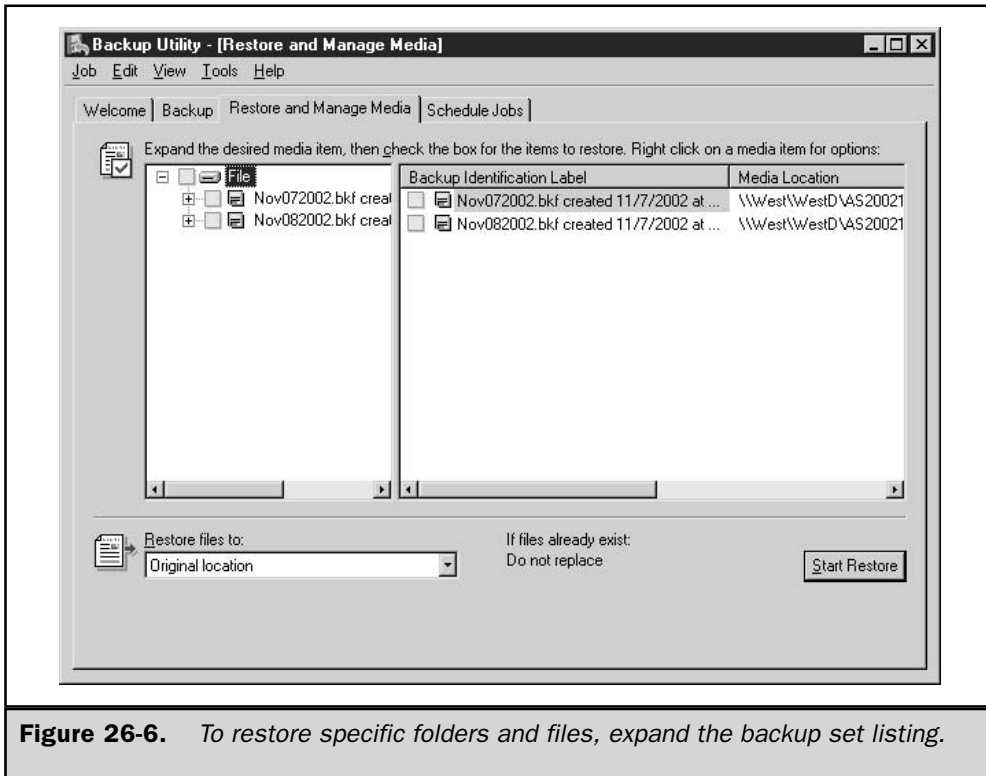 Backup Utility - [Restore and Manage Media]
Job Edit View Tools Help
Welcome Backup Restore and Manage Media Schedule Jobs
Expand the desired media item, then check the box for the items to restore. Right click on a media item for options:
File
Nov072002.bkf creat
Nov082002.bkf creat
Backup Identification Label Media Location
Nov072002.bkf created 11/7/2002 at ... \\West\WestD\AS20021
Nov082002.bkf created 11/7/2002 at ... \\West\WestD\AS20021
Restore files to:
Original location
If files already exist:
Do not replace
Start Restore
Figure 26-6. To restore specific folders and files, expand the backup set listing.